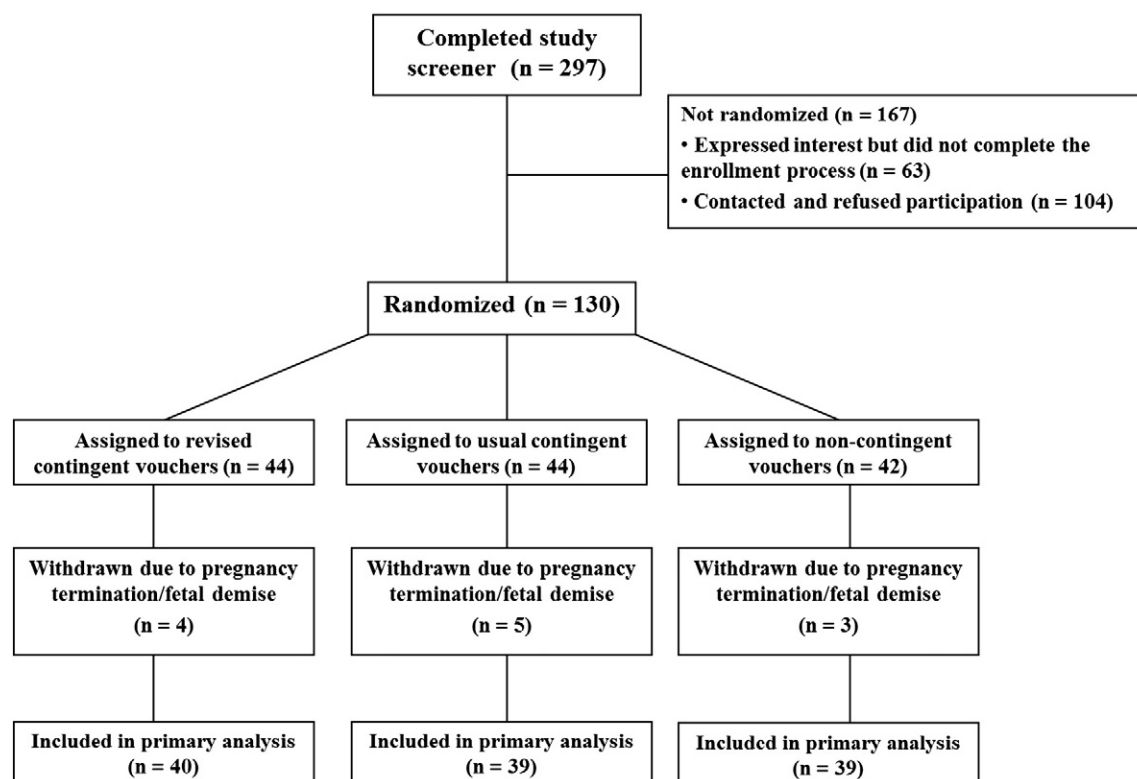 Completed study
screener (n = 297)
Not randomized (n = 167)
• Expressed interest but did not complete the
enrollment process (n = 63)
• Contacted and refused participation (n = 104)
Randomized (n = 130)
Assigned to revised
contingent vouchers (n = 44)
Assigned to usual contingent
vouchers (n = 44)
Assigned to non-contingent
vouchers (n = 42)
Withdrawn due to pregnancy
termination/fetal demise
(n = 4)
Withdrawn due to pregnancy
termination/fetal demise
(n = 5)
Withdrawn due to pregnancy
termination/fetal demise
(n = 3)
Included in primary analysis
(n = 40)
Included in primary analysis
(n = 39)
Included in primary analysis
(n = 39)